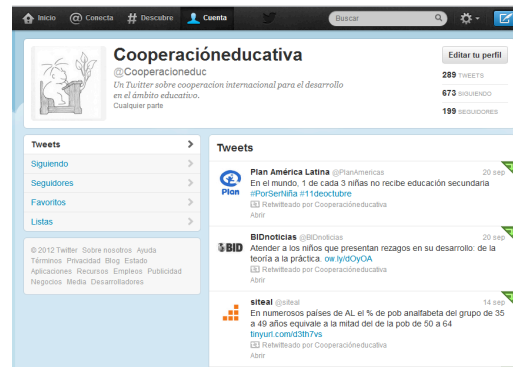 Inicio @ Conecta # Descubre Cuenta Buscar
Cooperacióneducativa
@Cooperacioneduc
Un Twitter sobre cooperacion internacional para el desarrollo
en el ámbito educativo.
Cualquier parte
Editar tu perfil
289 TWEETS
673 SIGUIENDO
199 SEGUIDORES
Tweets
Siguiendo
Seguidores
Favoritos
Listas
© 2012 Twitter Sobre nosotros Ayuda
Términos Privacidad Blog Estado
Aplicaciones Recursos Empleos Publicidad
Negocios Media Desarrolladores
Tweets
Plan
Plan América Latina @PlanAmericas 20 sep
En el mundo, 1 de cada 3 niñas no recibe educación secundaria
#PorSerNiña #11deoctubre
Retwitteado por Cooperacióneducativa
Abrir
BID
BIDnoticias @BIDnoticias 20 sep
Atender a los niños que presentan rezagos en su desarrollo: de la
teoría a la práctica. ow.ly/dOyOA
Retwitteado por Cooperacióneducativa
Abrir
siteal @siteal 14 sep
En numerosos países de AL el % de pob analfabeta del grupo de 35
a 49 años equivale a la mitad del de la pob de 50 a 64
tinyurl.com/d3th7vs
Retwitteado por Cooperacióneducativa
Abrir